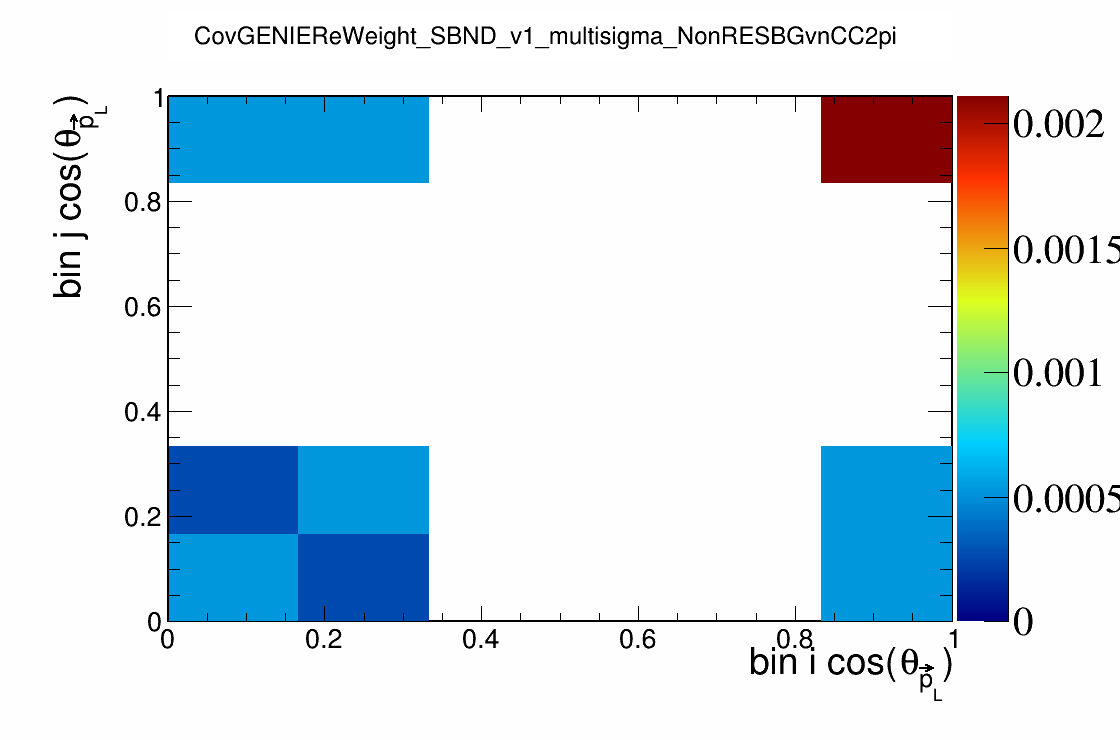 CovGENIEReWeight_SBND_v1_multisigma_NonRESBGvnCC2pi
bin j cos(θp⃗L)
1
0.8
0.6
0.4
0.2
0
0 0.2 0.4 0.6 0.8 1
bin i cos(θp⃗L)
0.002
0.0015
0.001
0.0005
0